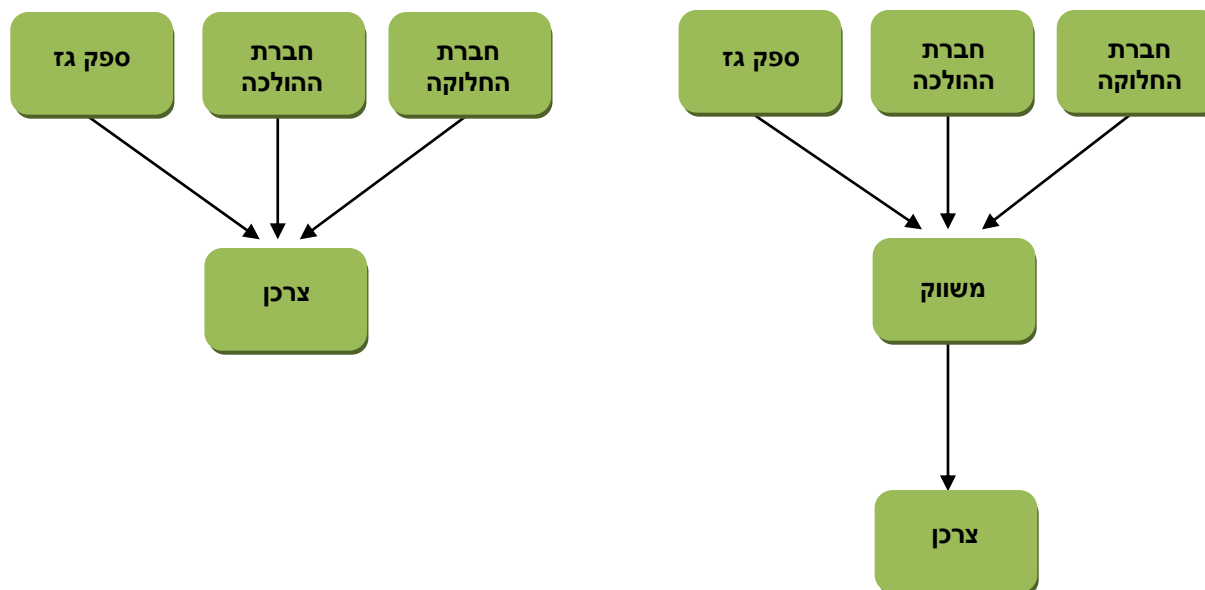 חברת
החלוקה
חברת
ההולכה
ספק גז
משווק
צרכן
חברת
החלוקה
חברת
ההולכה
ספק גז
צרכן